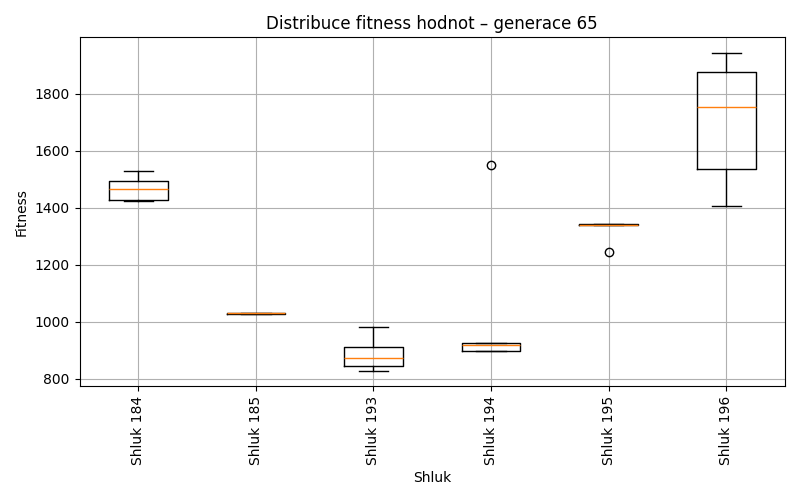 Distribuce fitness hodnot – generace 65
Fitness
1800
1600
1400
1200
1000
800
Shluk 184
Shluk 185
Shluk 193
Shluk 194
Shluk 195
Shluk 196
Shluk